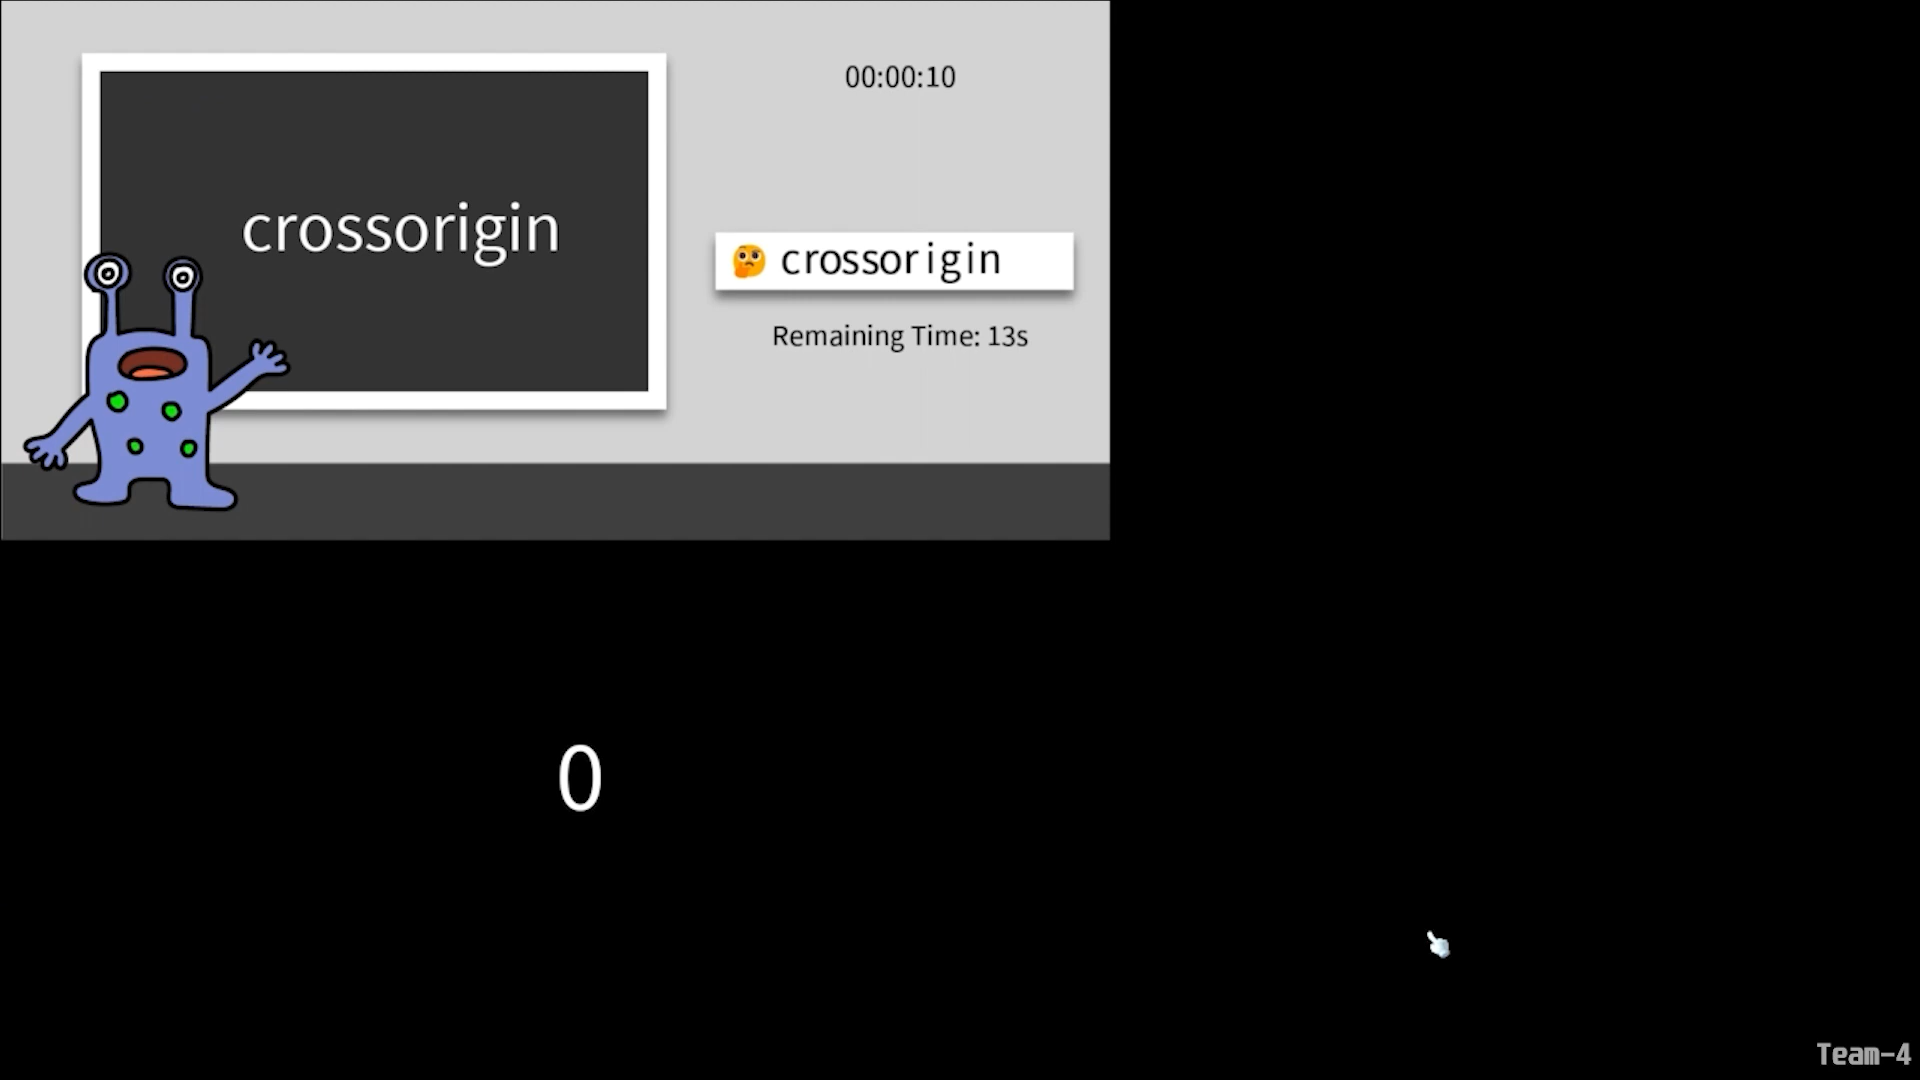 00:00:10
crossorigin
🤔 crossorigin
Remaining Time: 13s
0
Team-4